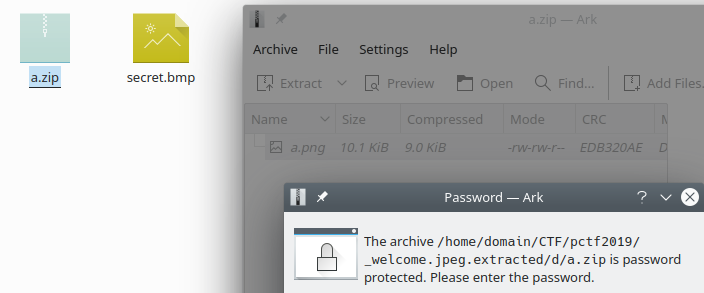 a.zip
secret.bmp
a.zip — Ark
Archive File Settings Help
Extract Preview Open Find... Add Files.
Name Size Compressed Mode CRC
a.png 10.1 KiB 9.0 KiB -rw-rw-r-- EDB320AE
Password — Ark
The archive /home/domain/CTF/pctf2019/
_welcome.jpeg.extracted/d/a.zip is password
protected. Please enter the password.